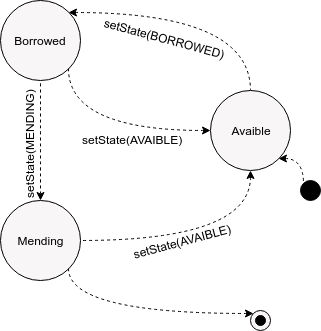 Borrowed
setState(BORROWED)
setState(MENDING)
setState(AVAIBLE)
Avaible
Mending
setState(AVAIBLE)